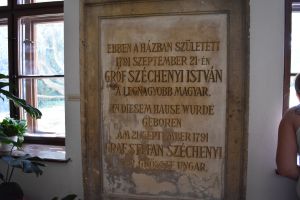 EBBEN A HÁZBAN SZÜLETETT
1791 SZEPTEMBER 21-ÉN
GRÓF SZÉCHENYI ISTVÁN
A LEGNAGYOBB MAGYAR.
IN DIESEM HAUSE WURDE
GEBOREN
AM 21. SEPTEMBER 1791
GRAF STEFAN SZÉCHENYI
GRÖSSTE UNGAR.